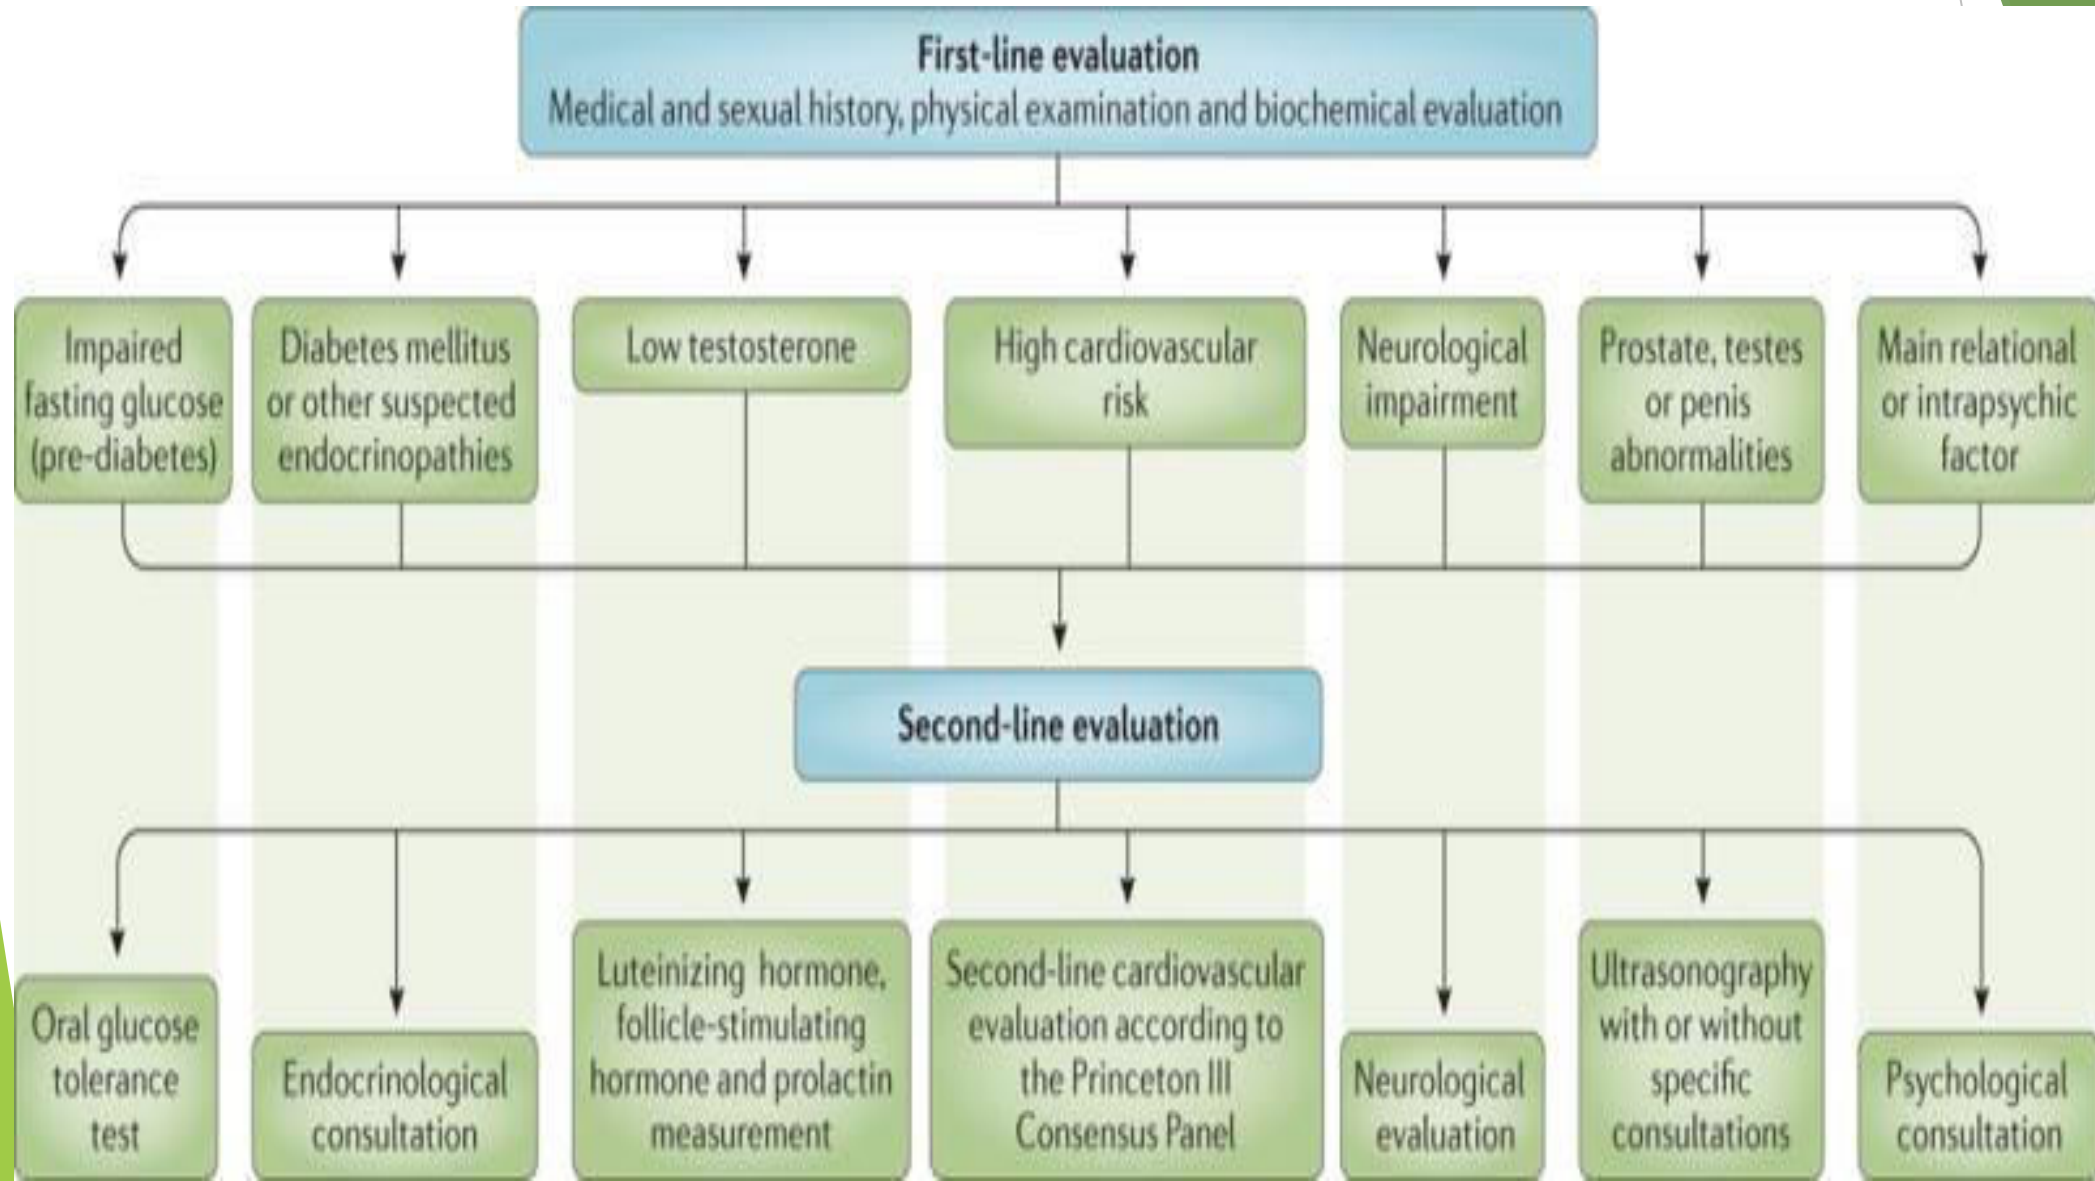 First-line evaluation
Medical and sexual history, physical examination and biochemical evaluation
Impaired
fasting glucose
(pre-diabetes)
Diabetes mellitus
or other suspected
endocrinopathies
Low testosterone
High cardiovascular
risk
Neurological
impairment
Prostate, testes
or penis
abnormalities
Main relational
or intrapsychic
factor
Second-line evaluation
Oral glucose
tolerance
test
Endocrinological
consultation
Luteinizing hormone,
follicle-stimulating
hormone and prolactin
measurement
Second-line cardiovascular
evaluation according to
the Princeton III
Consensus Panel
Neurological
evaluation
Ultrasonography
with or without
specific
consultations
Psychological
consultation